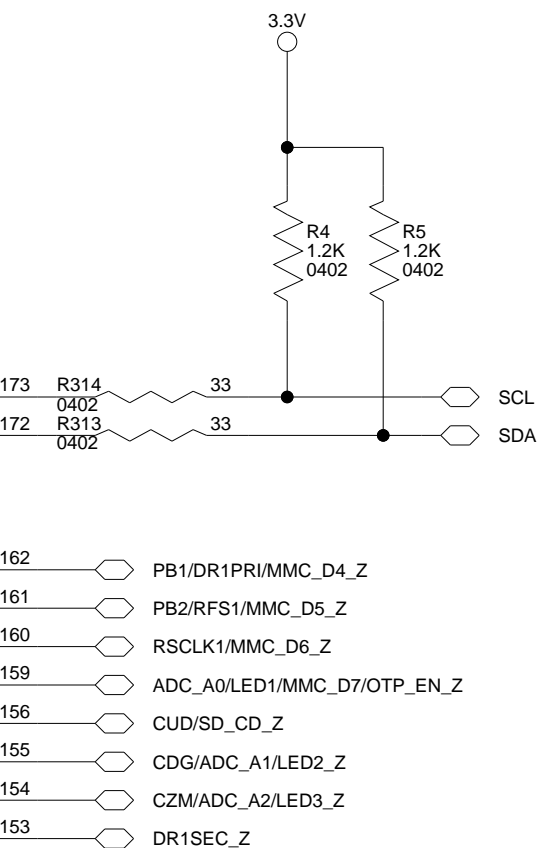 3.3V
R4
1.2K
0402
R5
1.2K
0402
173 R314 33 SCL
0402
172 R313 33 SDA
0402
162 PB1/DR1PRI/MMC_D4_Z
161 PB2/RFS1/MMC_D5_Z
160 RSCLK1/MMC_D6_Z
159 ADC_A0/LED1/MMC_D7/OTP_EN_Z
156 CUD/SD_CD_Z
155 CDG/ADC_A1/LED2_Z
154 CZM/ADC_A2/LED3_Z
153 DR1SEC_Z